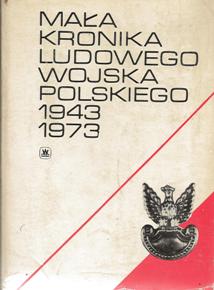 MAŁA
KRONIKA
LUDOWEGO
WOJSKA
POLSKIEGO
1943
1973